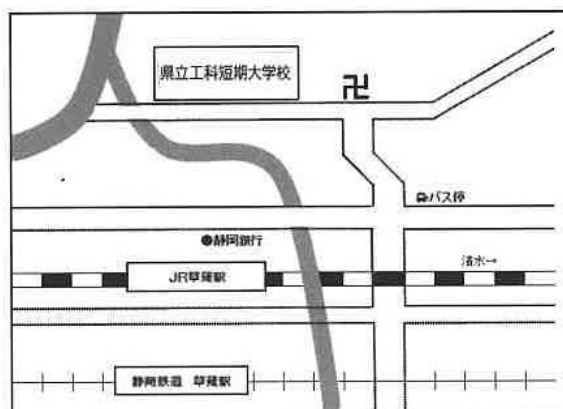 県立工科短期大学校
卍
バス停
●静岡銀行
清水→
JR草薙駅
静岡鉄道 草薙駅